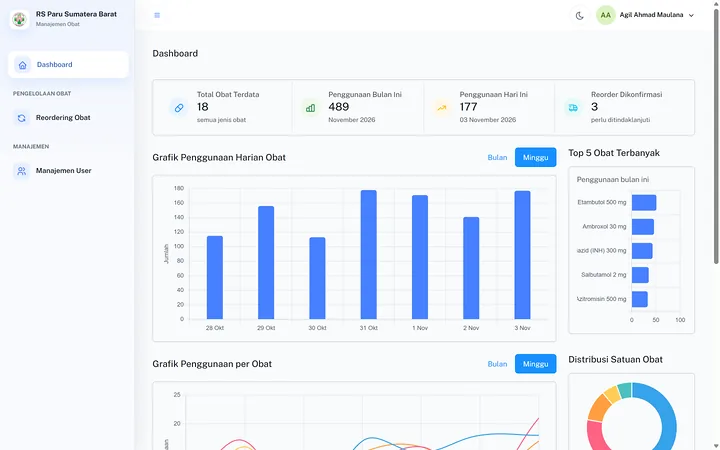 RS Paru Sumatera Barat
Manajemen Obat
AA
Agil Ahmad Maulana
Dashboard
PENGELOLAAN OBAT
Reordering Obat
MANAJEMEN
Manajemen User
Dashboard
Total Obat Terdata
18
semua jenis obat
Penggunaan Bulan Ini
489
November 2026
Penggunaan Hari Ini
177
03 November 2026
Reorder Dikonfirmasi
3
perlu ditindaklanjuti
Grafik Penggunaan Harian Obat
Bulan
Minggu
180
160
140
120
100
80
60
40
20
0
Jumlah
28 Okt
29 Okt
30 Okt
31 Okt
1 Nov
2 Nov
3 Nov
Top 5 Obat Terbanyak
Penggunaan bulan ini
Etambutol 500 mg
Ambroxol 30 mg
azid (INH) 300 mg
Salbutamol 2 mg
Azitromisin 500 mg
0
50
100
Grafik Penggunaan per Obat
Bulan
Minggu
25
20
Distribusi Satuan Obat